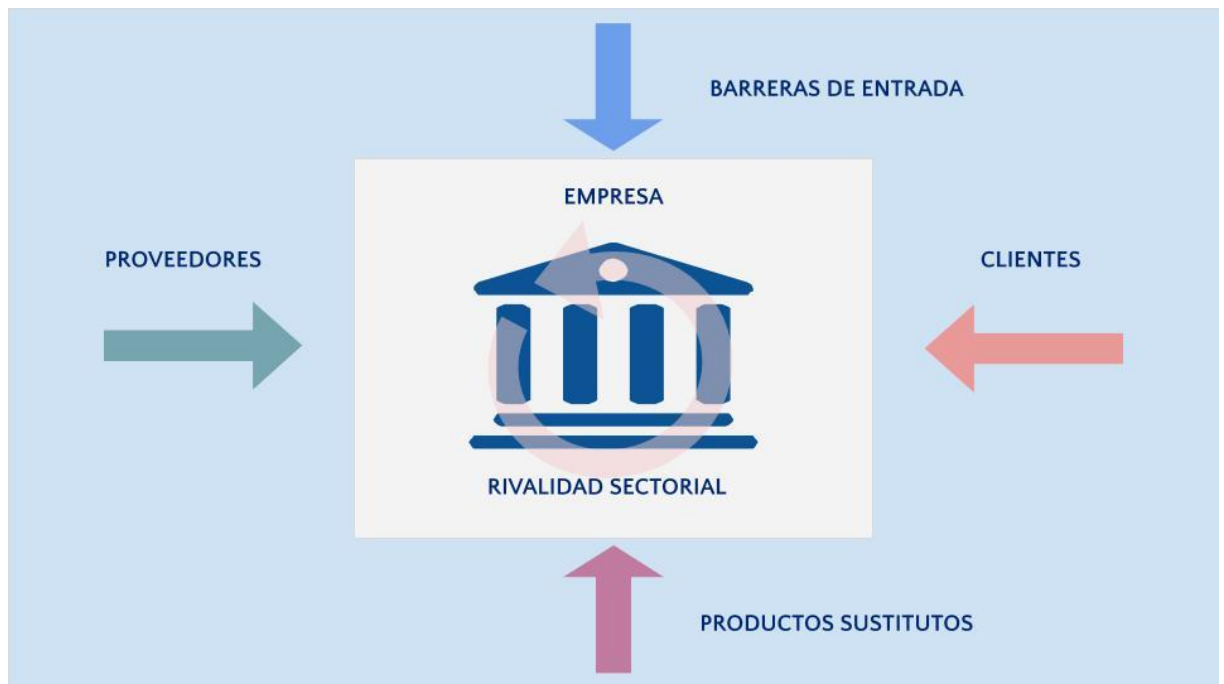 BARRERAS DE ENTRADA
EMPRESA
PROVEEDORES
CLIENTES
RIVALIDAD SECTORIAL
PRODUCTOS SUSTITUTOS